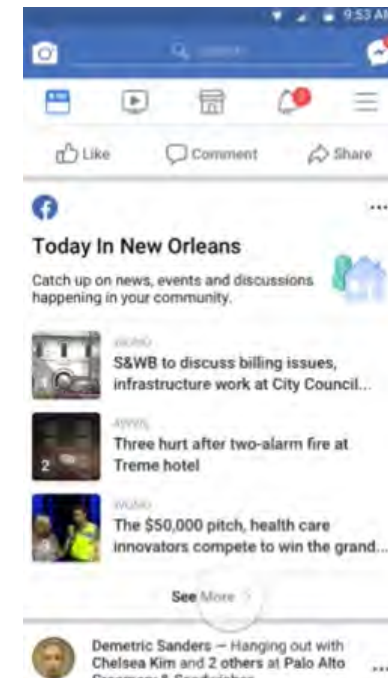 9:53 AM
Like
Comment
Share
Today In New Orleans
Catch up on news, events and discussions
happening in your community.
S&WB to discuss billing issues,
infrastructure work at City Council...
Three hurt after two-alarm fire at
2
Treme hotel
WGNO
The $50,000 pitch, health care
innovators compete to win the grand...
See More
Demetric Sanders — Hanging out with
Chelsea Kim and 2 others at Palo Alto